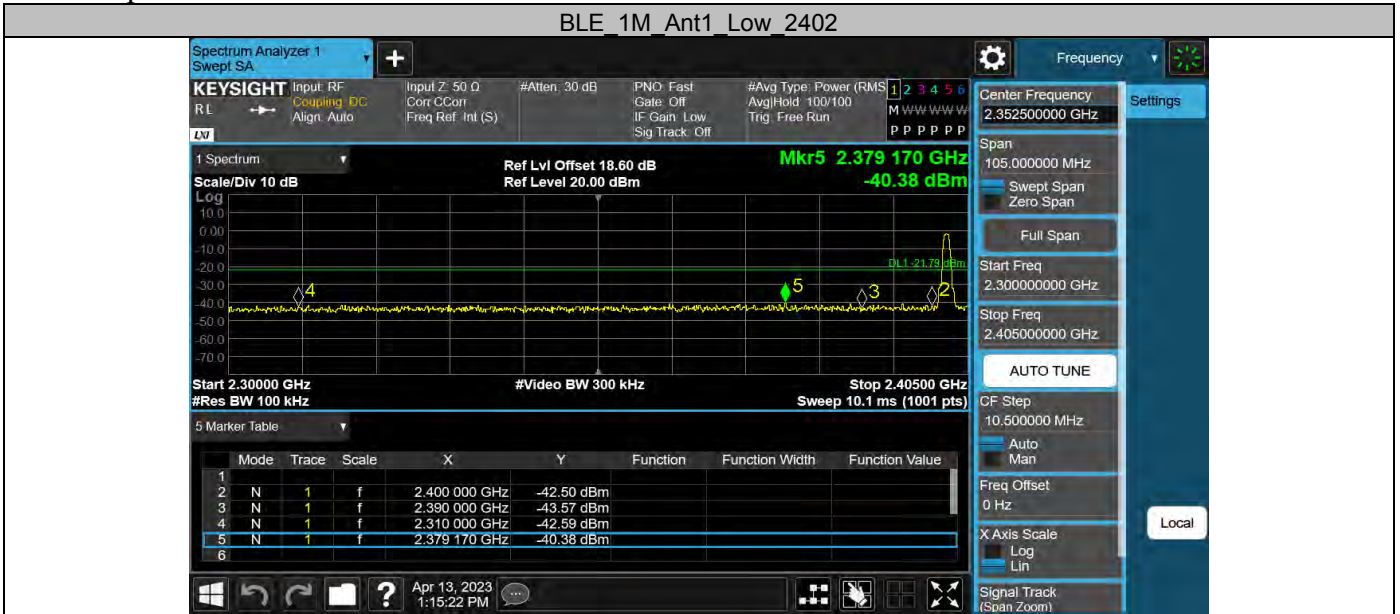 BLE_1M_Ant1_Low_2402
Spectrum Analyzer 1
Swept SA
+
Frequency
KEYSIGHT
RL
LXI
Input: RF
Coupling: DC
Align: Auto
Input Z: 50 Ω
Corr CCorr
Freq Ref: Int (S)
#Atten: 30 dB
PNO: Fast
Gate: Off
IF Gain: Low
Sig Track: Off
#Avg Type: Power (RMS
Avg|Hold: 100/100
Trig: Free Run
1 2 3 4 5 6
M W W W W W
P P P P P P
1 Spectrum
Scale/Div 10 dB
Ref Lvl Offset 18.60 dB
Ref Level 20.00 dBm
Mkr5 2.379 170 GHz
-40.38 dBm
Log
10.0
0.00
-10.0
-20.0
-30.0
-40.0
-50.0
-60.0
-70.0
DL1 -21.79 dBm
4
5
3
2
Start 2.30000 GHz
#Res BW 100 kHz
#Video BW 300 kHz
Stop 2.40500 GHz
Sweep 10.1 ms (1001 pts)
5 Marker Table
Mode Trace Scale X Y Function Function Width Function Value
1
2 N 1 f 2.400 000 GHz -42.50 dBm
3 N 1 f 2.390 000 GHz -43.57 dBm
4 N 1 f 2.310 000 GHz -42.59 dBm
5 N 1 f 2.379 170 GHz -40.38 dBm
6
?
Apr 13, 2023
1:15:22 PM
Center Frequency
2.352500000 GHz
Settings
Span
105.000000 MHz
Swept Span
Zero Span
Full Span
Start Freq
2.300000000 GHz
Stop Freq
2.405000000 GHz
AUTO TUNE
CF Step
10.500000 MHz
Auto
Man
Freq Offset
0 Hz
Local
X Axis Scale
Log
Lin
Signal Track
(Span Zoom)